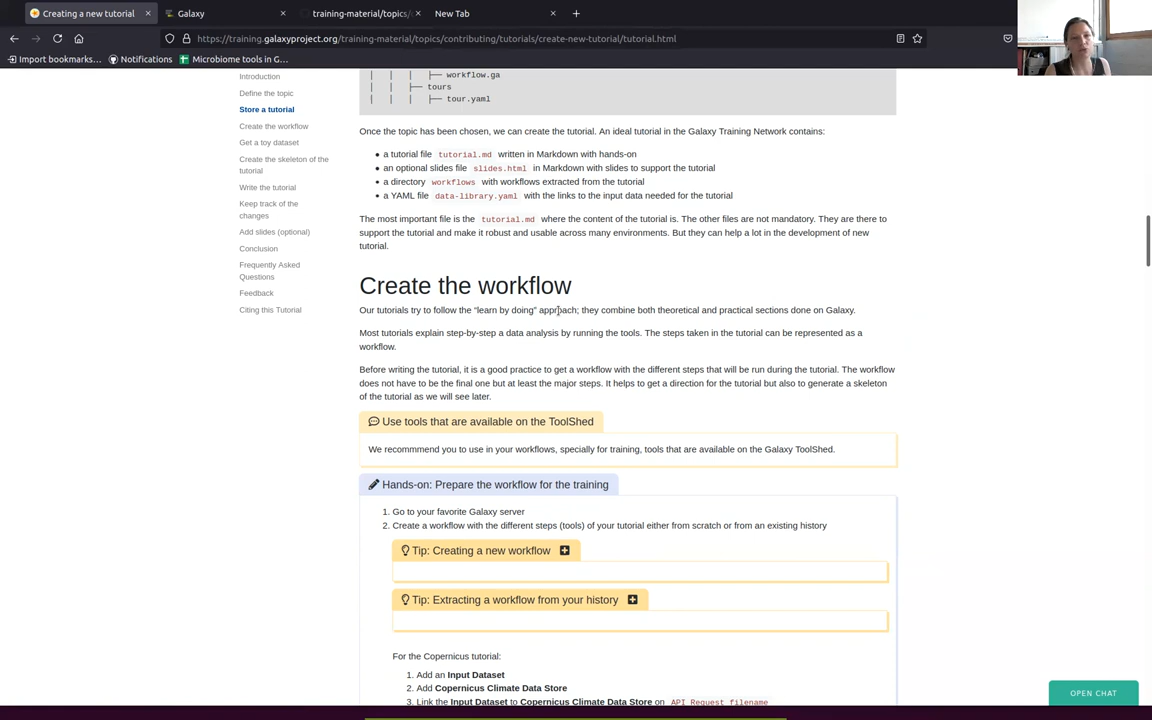 Creating a new tutorial
Galaxy
training-material/topics/
New Tab
https://training.galaxyproject.org/training-material/topics/contributing/tutorials/create-new-tutorial/tutorial.html
Import bookmarks...
Notifications
Microbiome tools in G...
Introduction
Define the topic
Store a tutorial
Create the workflow
Get a toy dataset
Create the skeleton of the
tutorial
Write the tutorial
Keep track of the
changes
Add slides (optional)
Conclusion
Frequently Asked
Questions
Feedback
Citing this Tutorial
│ │ │ ├── workflow.ga
│ │ ├── tours
│ │ │ ├── tour.yaml
Once the topic has been chosen, we can create the tutorial. An ideal tutorial in the Galaxy Training Network contains:
• a tutorial file tutorial.md written in Markdown with hands-on
• an optional slides file slides.html in Markdown with slides to support the tutorial
• a directory workflows with workflows extracted from the tutorial
• a YAML file data-library.yaml with the links to the input data needed for the tutorial
The most important file is the tutorial.md where the content of the tutorial is. The other files are not mandatory. They are there to
support the tutorial and make it robust and usable across many environments. But they can help a lot in the development of new
tutorial.
Create the workflow
Our tutorials try to follow the "learn by doing" approach; they combine both theoretical and practical sections done on Galaxy.
Most tutorials explain step-by-step a data analysis by running the tools. The steps taken in the tutorial can be represented as a
workflow.
Before writing the tutorial, it is a good practice to get a workflow with the different steps that will be run during the tutorial. The workflow
does not have to be the final one but at least the major steps. It helps to get a direction for the tutorial but also to generate a skeleton
of the tutorial as we will see later.
Use tools that are available on the ToolShed
We recommmend you to use in your workflows, specially for training, tools that are available on the Galaxy ToolShed.
Hands-on: Prepare the workflow for the training
1. Go to your favorite Galaxy server
2. Create a workflow with the different steps (tools) of your tutorial either from scratch or from an existing history
Tip: Creating a new workflow
Tip: Extracting a workflow from your history
For the Copernicus tutorial:
1. Add an Input Dataset
2. Add Copernicus Climate Data Store
3. Link the Input Dataset to Copernicus Climate Data Store on API Request filename
OPEN CHAT